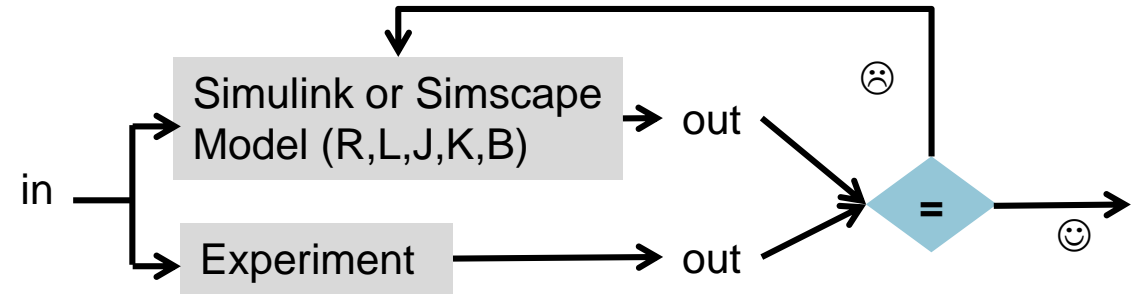 Simulink or Simscape
Model (R,L,J,K,B)
out
☹
in
=
☺
Experiment
out